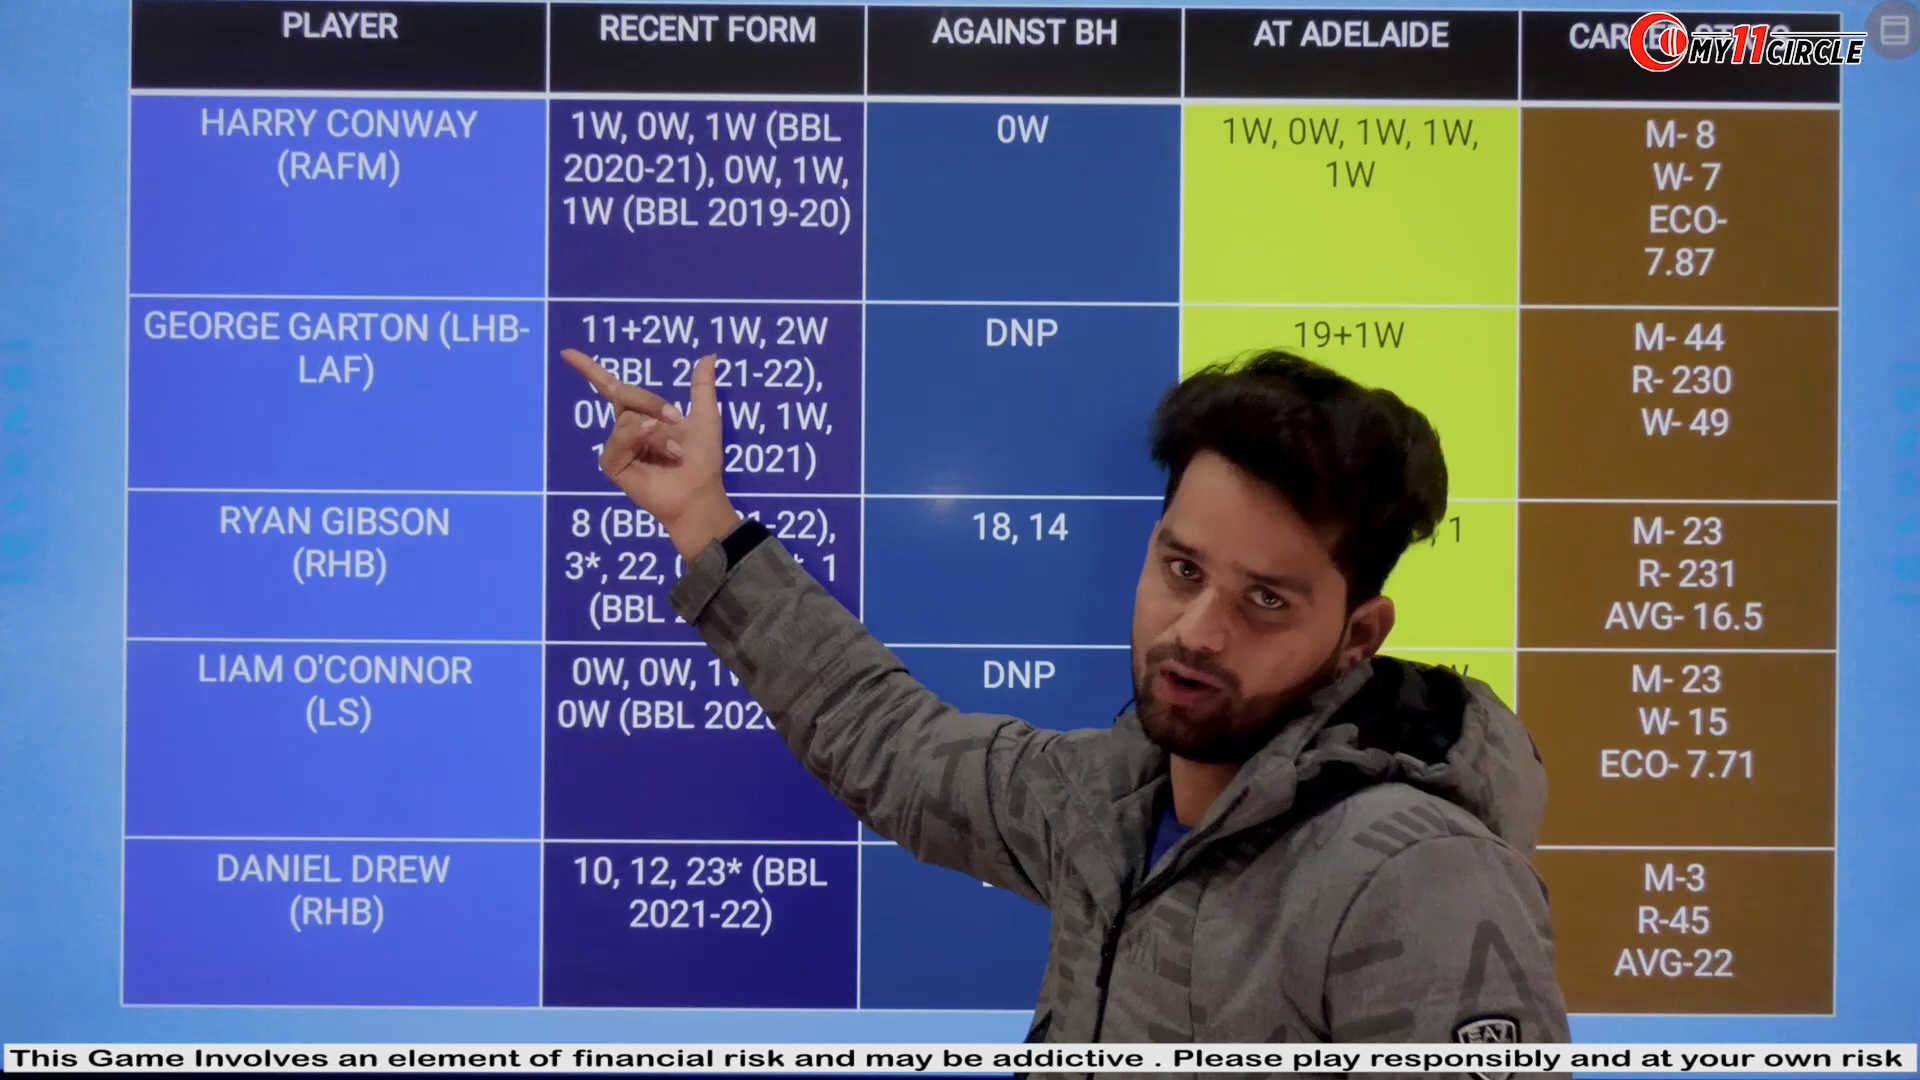 PLAYER
RECENT FORM
AGAINST BH
AT ADELAIDE
MY11CIRCLE
HARRY CONWAY
(RAFM)
1W, 0W, 1W (BBL
2020-21), 0W, 1W,
1W (BBL 2019-20)
0W
1W, 0W, 1W, 1W,
1W
M- 8
W- 7
ECO-
7.87
GEORGE GARTON (LHB-
LAF)
11+2W, 1W, 2W
(BBL 2021-22),
1W, 1W,
2021)
DNP
19+1W
M- 44
R- 230
W- 49
RYAN GIBSON
(RHB)
8 (BBL 21-22),
3*, 22, 1
(BBL
18, 14
1
M- 23
R- 231
AVG- 16.5
LIAM O'CONNOR
(LS)
0W, 0W,
0W (BBL
DNP
M- 23
W- 15
ECO- 7.71
DANIEL DREW
(RHB)
10, 12, 23* (BBL
2021-22)
M-3
R-45
AVG-22
EA7
This Game Involves an element of financial risk and may be addictive . Please play responsibly and at your own risk